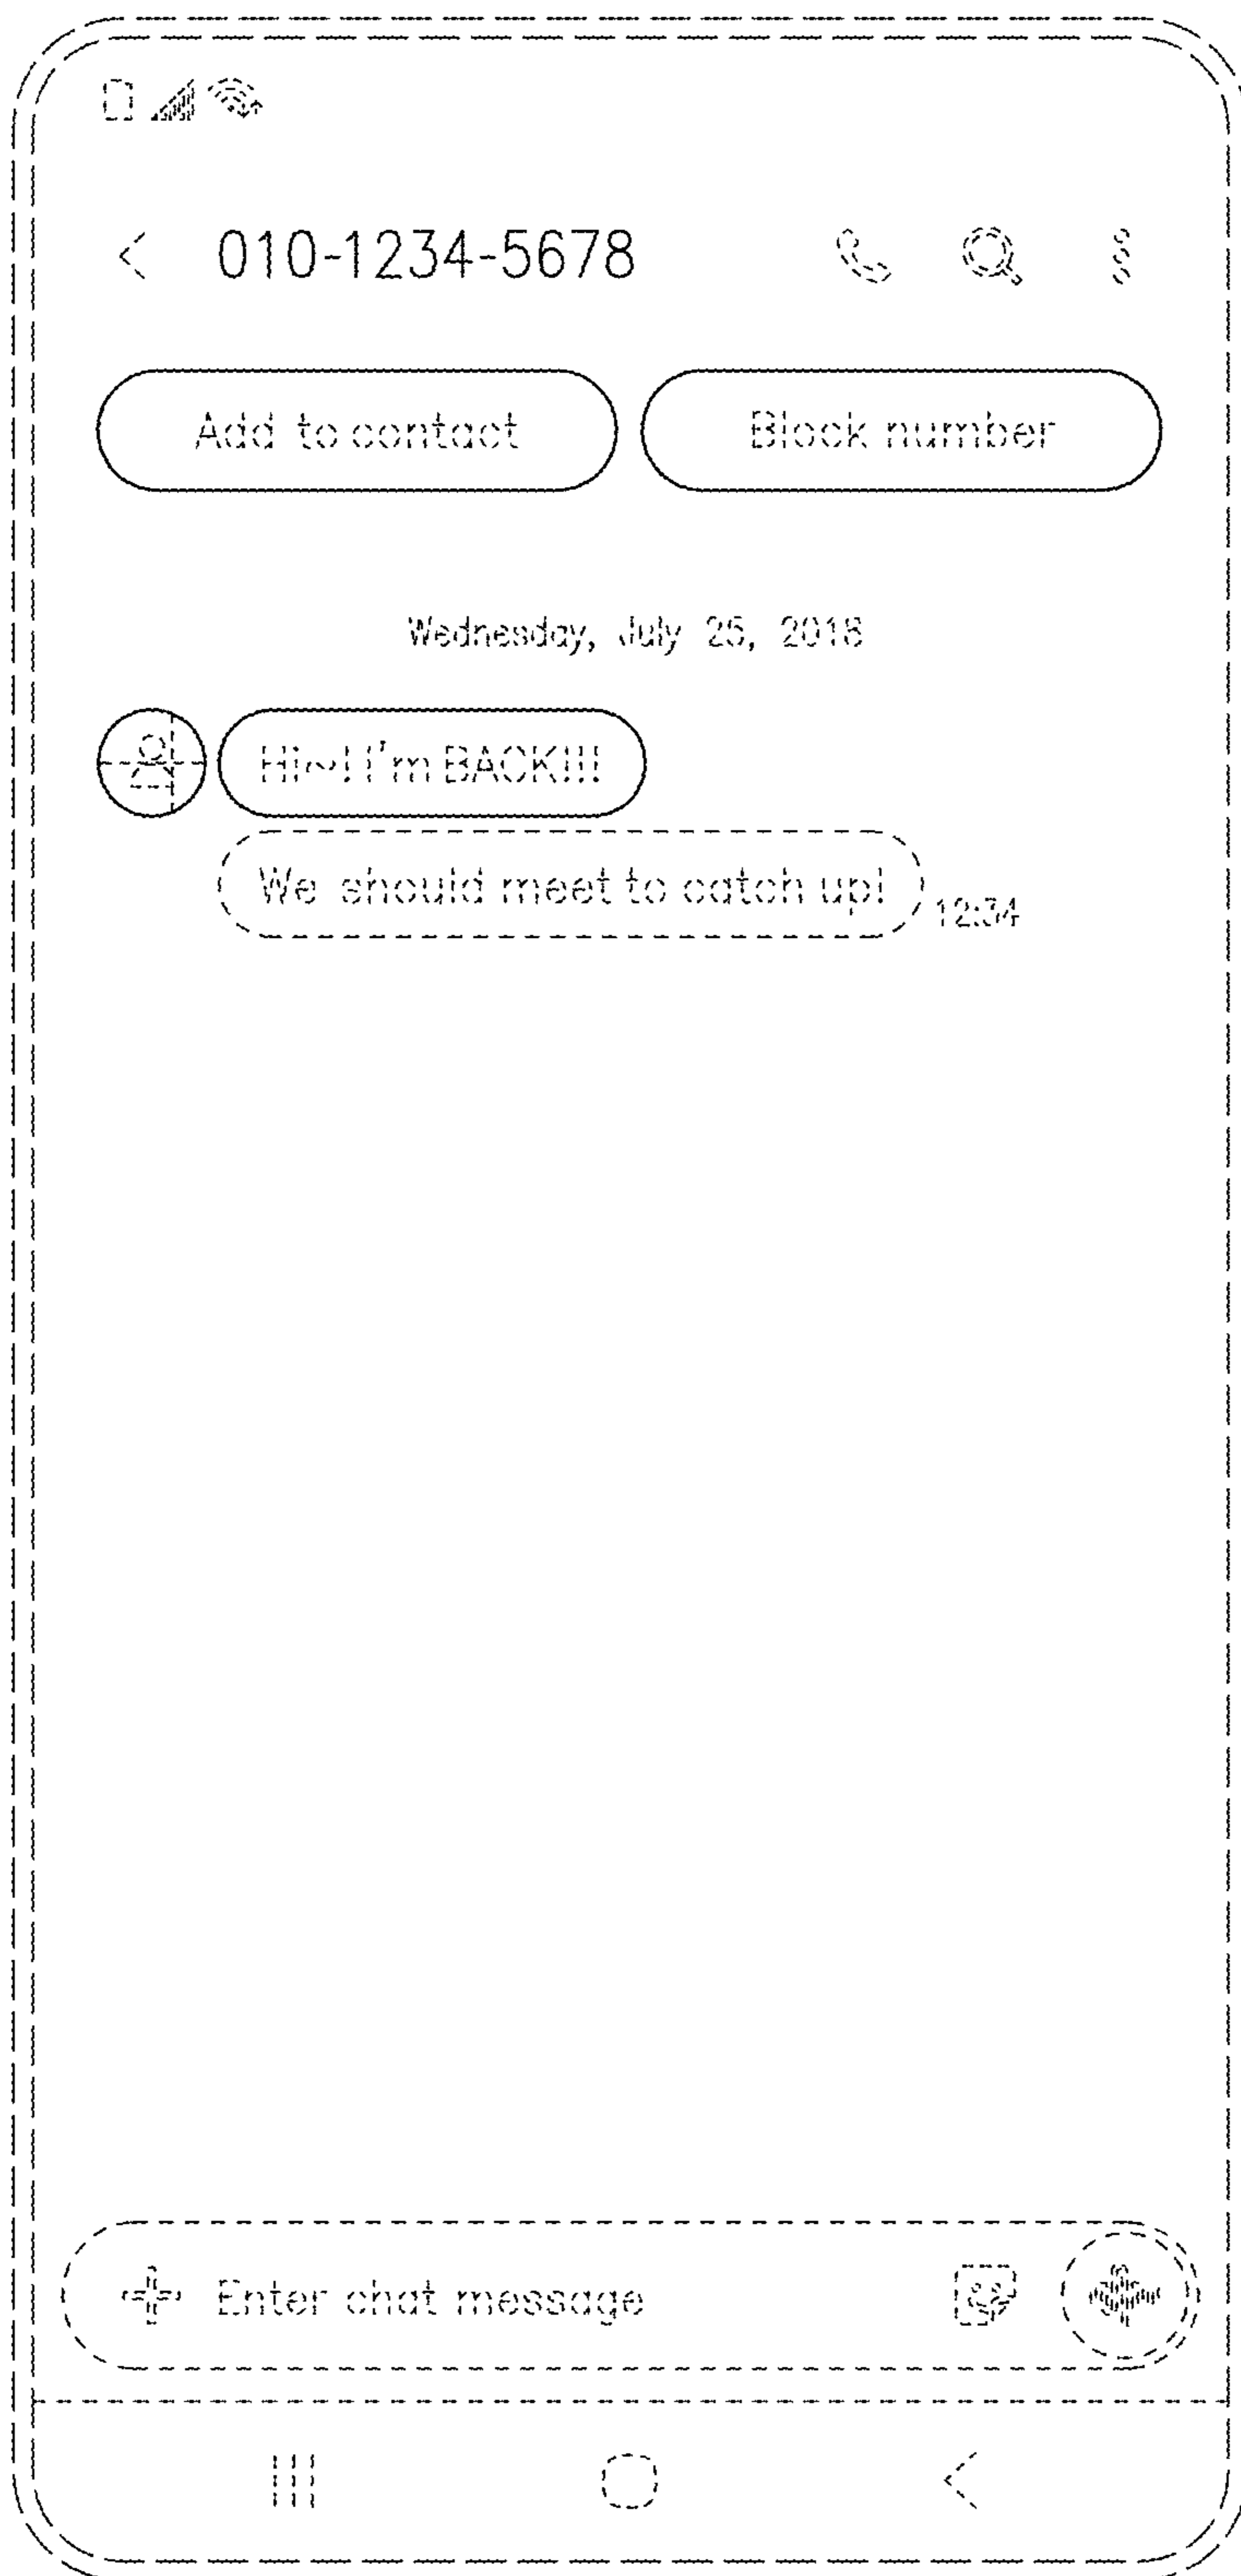 010-1234-5678
Add to contact
Block number
Wednesday, July 25, 2018
Hi~! I'm BACK!!!
We should meet to catch up!
12:34
Enter chat message